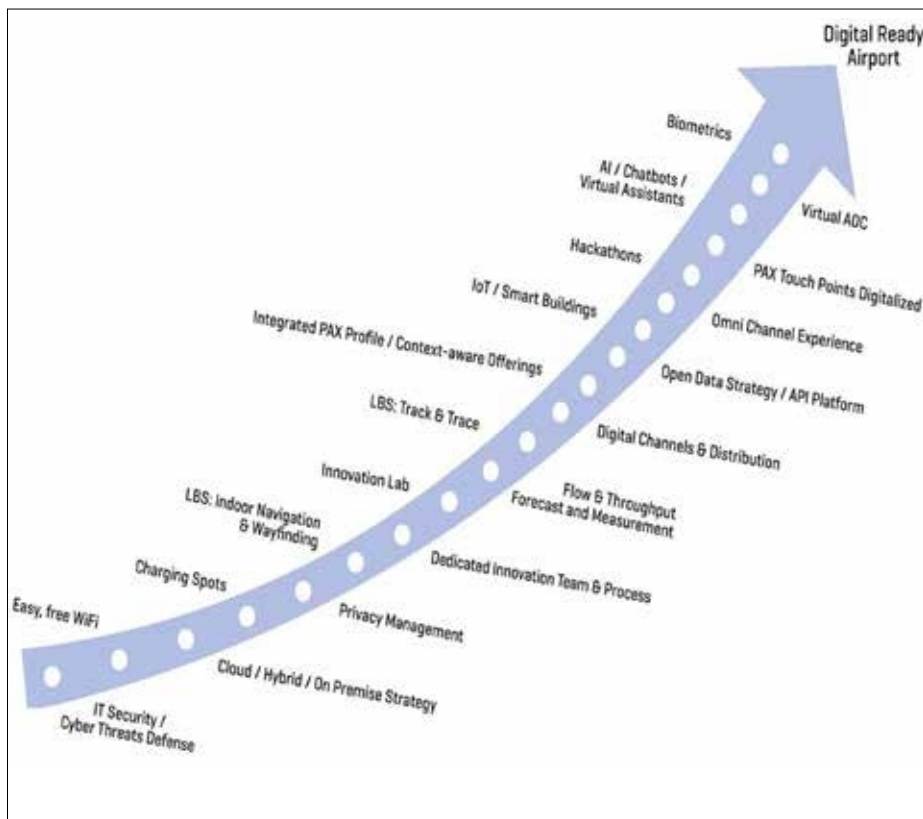 Digital Ready
Airport
Biometrics
AI / Chatbots /
Virtual Assistants
Virtual AOC
Hackathons
PAX Touch Points Digitalized
IoT / Smart Buildings
Omni Channel Experience
Integrated PAX Profile / Context-aware Offerings
Open Data Strategy / API Platform
LBS: Track & Trace
Digital Channels & Distribution
Innovation Lab
Flow & Throughput
Forecast and Measurement
LBS: Indoor Navigation
& Wayfinding
Dedicated Innovation Team & Process
Charging Spots
Privacy Management
Easy, free WiFi
Cloud / Hybrid / On Premise Strategy
IT Security /
Cyber Threats Defense